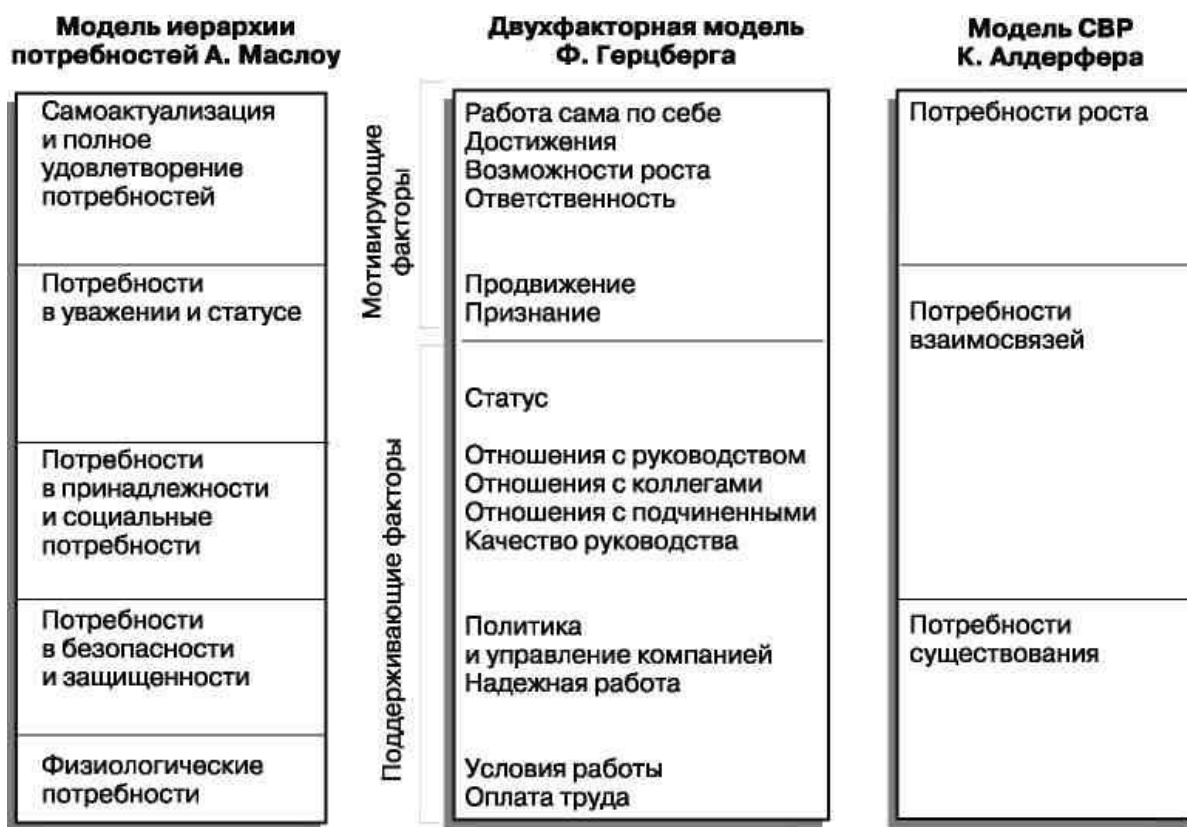 Модель иерархии
потребностей А. Маслоу
Самоактуализация
и полное
удовлетворение
потребностей
Потребности
в уважении и статусе
Потребности
в принадлежности
и социальные
потребности
Потребности
в безопасности
и защищенности
Физиологические
потребности
Двухфакторная модель
Ф. Герцберга
Мотивирующие
факторы
Работа сама по себе
Достижения
Возможности роста
Ответственность
Продвижение
Признание
Поддерживающие факторы
Статус
Отношения с руководством
Отношения с коллегами
Отношения с подчиненными
Качество руководства
Политика
и управление компанией
Надежная работа
Условия работы
Оплата труда
Модель СВР
К. Алдерфера
Потребности роста
Потребности
взаимосвязей
Потребности
существования